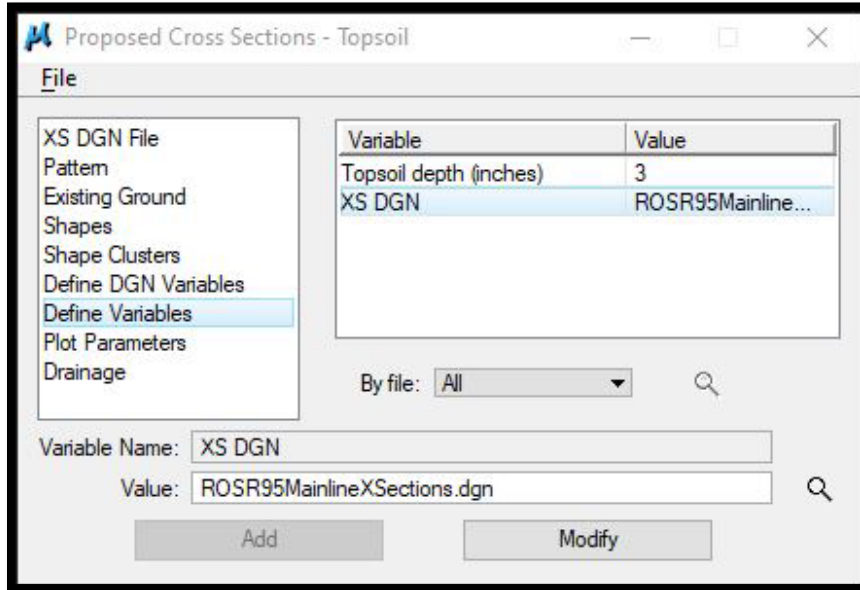 Proposed Cross Sections - Topsoil
File
XS DGN File
Pattern
Existing Ground
Shapes
Shape Clusters
Define DGN Variables
Define Variables
Plot Parameters
Drainage
Variable Value
Topsoil depth (inches) 3
XS DGN ROSR95Mainline...
By file: All
Variable Name: XS DGN
Value: ROSR95MainlineXSections.dgn
Add Modify